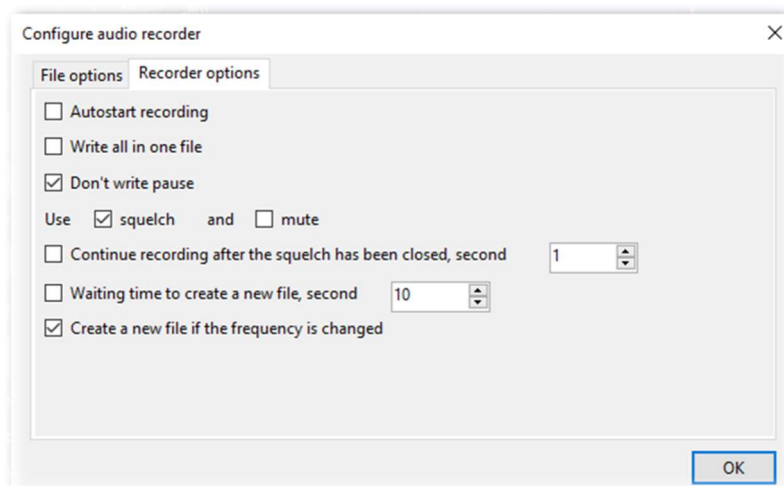 Configure audio recorder
File options Recorder options
Autostart recording
Write all in one file
Don't write pause
Use squelch and mute
Continue recording after the squelch has been closed, second 1
Waiting time to create a new file, second 10
Create a new file if the frequency is changed
OK